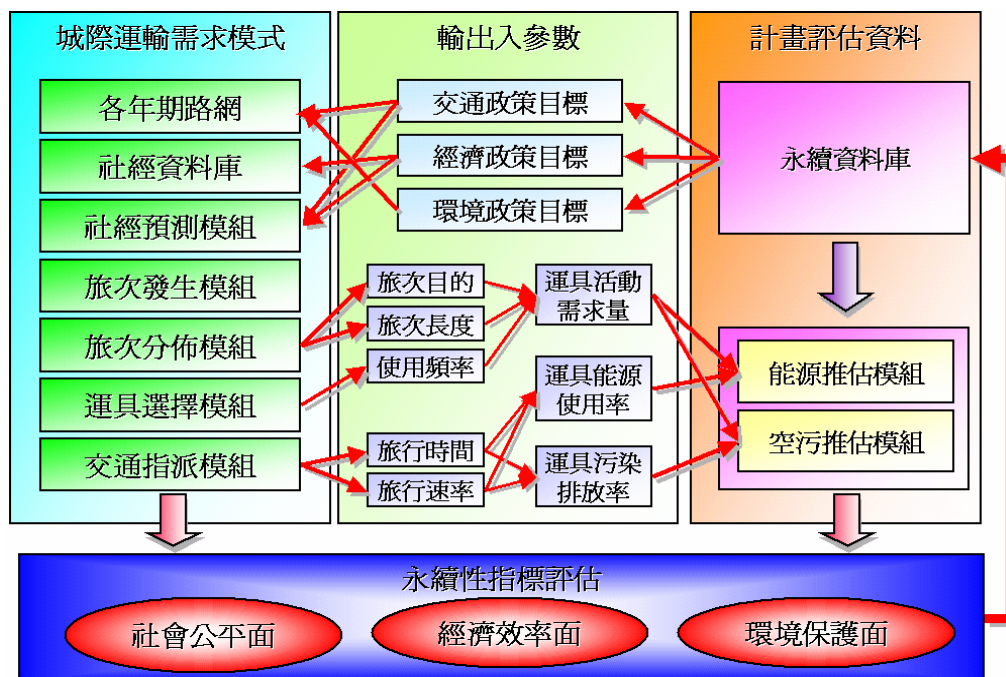 城際運輸需求模式
各年期路網
社經資料庫
社經預測模組
旅次發生模組
旅次分佈模組
運具選擇模組
交通指派模組
輸出入參數
交通政策目標
經濟政策目標
環境政策目標
旅次目的
旅次長度
使用頻率
旅行時間
旅行速率
運具活動
需求量
運具能源
使用率
運具污染
排放率
計畫評估資料
永續資料庫
能源推估模組
空污推估模組
永續性指標評估
社會公平面
經濟效率面
環境保護面